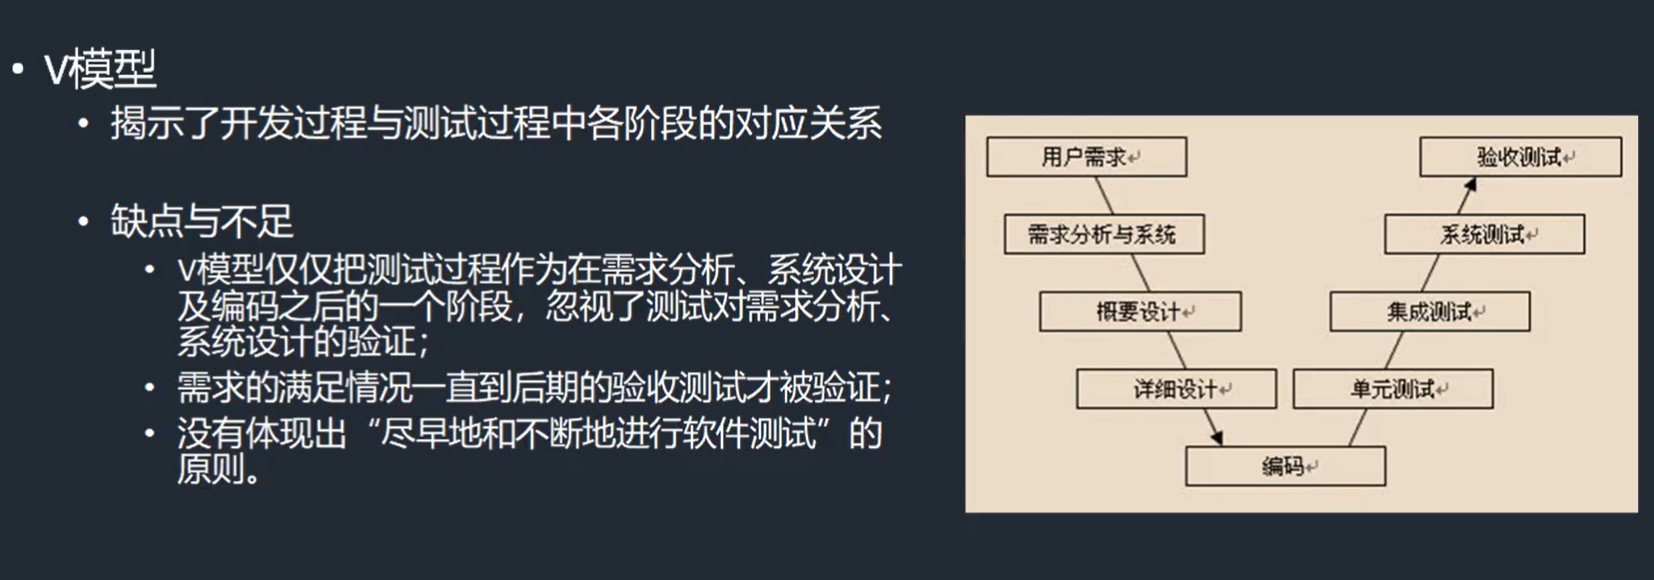 • V模型
• 揭示了开发过程与测试过程中各阶段的对应关系
• 缺点与不足
• V模型仅仅把测试过程作为在需求分析、系统设计
及编码之后的一个阶段，忽视了测试对需求分析、
系统设计的验证；
• 需求的满足情况一直到后期的验收测试才被验证；
• 没有体现出“尽早地和不断地进行软件测试”的
原则。
用户需求↵
验收测试↵
需求分析与系统
系统测试↵
概要设计↵
集成测试↵
详细设计↵
单元测试↵
编码↵